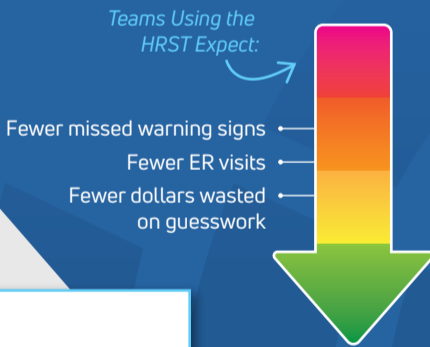 Teams Using the
HRST Expect:
Fewer missed warning signs
Fewer ER visits
Fewer dollars wasted
on guesswork